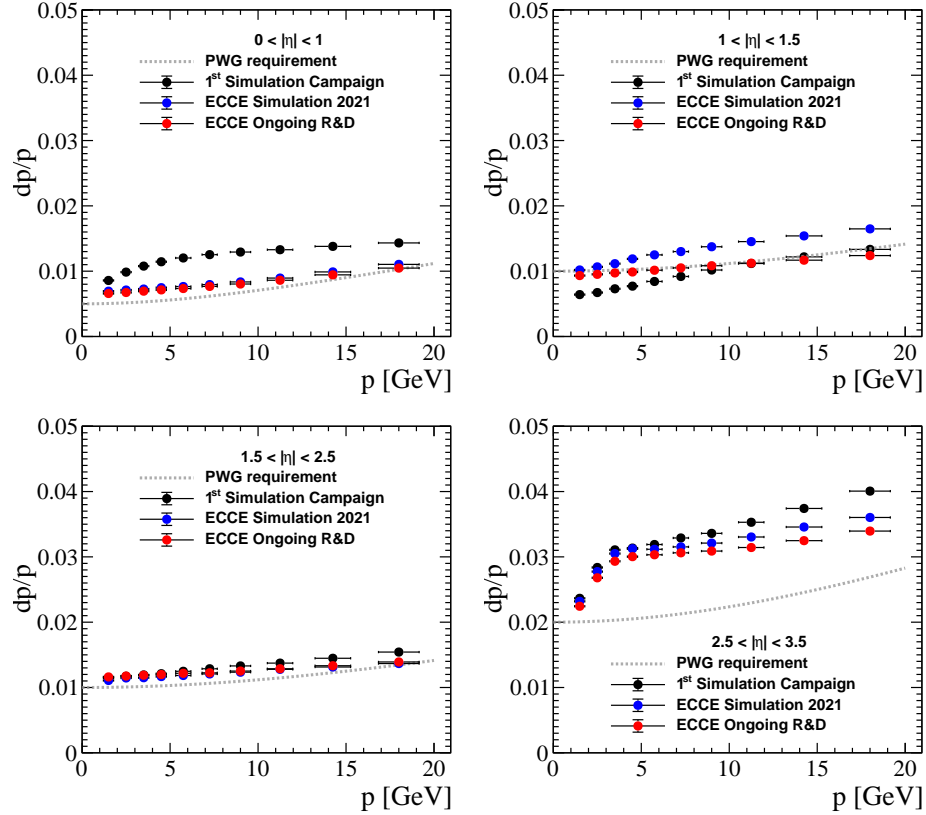 0.05
0.04
0.03
0.02
0.01
0
dp/p
0 < |η| < 1
PWG requirement
1st Simulation Campaign
ECCE Simulation 2021
ECCE Ongoing R&D
0 5 10 15 20
p [GeV]
0.05
0.04
0.03
0.02
0.01
0
dp/p
1 < |η| < 1.5
PWG requirement
1st Simulation Campaign
ECCE Simulation 2021
ECCE Ongoing R&D
0 5 10 15 20
p [GeV]
0.05
0.04
0.03
0.02
0.01
0
dp/p
1.5 < |η| < 2.5
PWG requirement
1st Simulation Campaign
ECCE Simulation 2021
ECCE Ongoing R&D
0 5 10 15 20
p [GeV]
0.05
0.04
0.03
0.02
0.01
0
dp/p
2.5 < |η| < 3.5
PWG requirement
1st Simulation Campaign
ECCE Simulation 2021
ECCE Ongoing R&D
0 5 10 15 20
p [GeV]